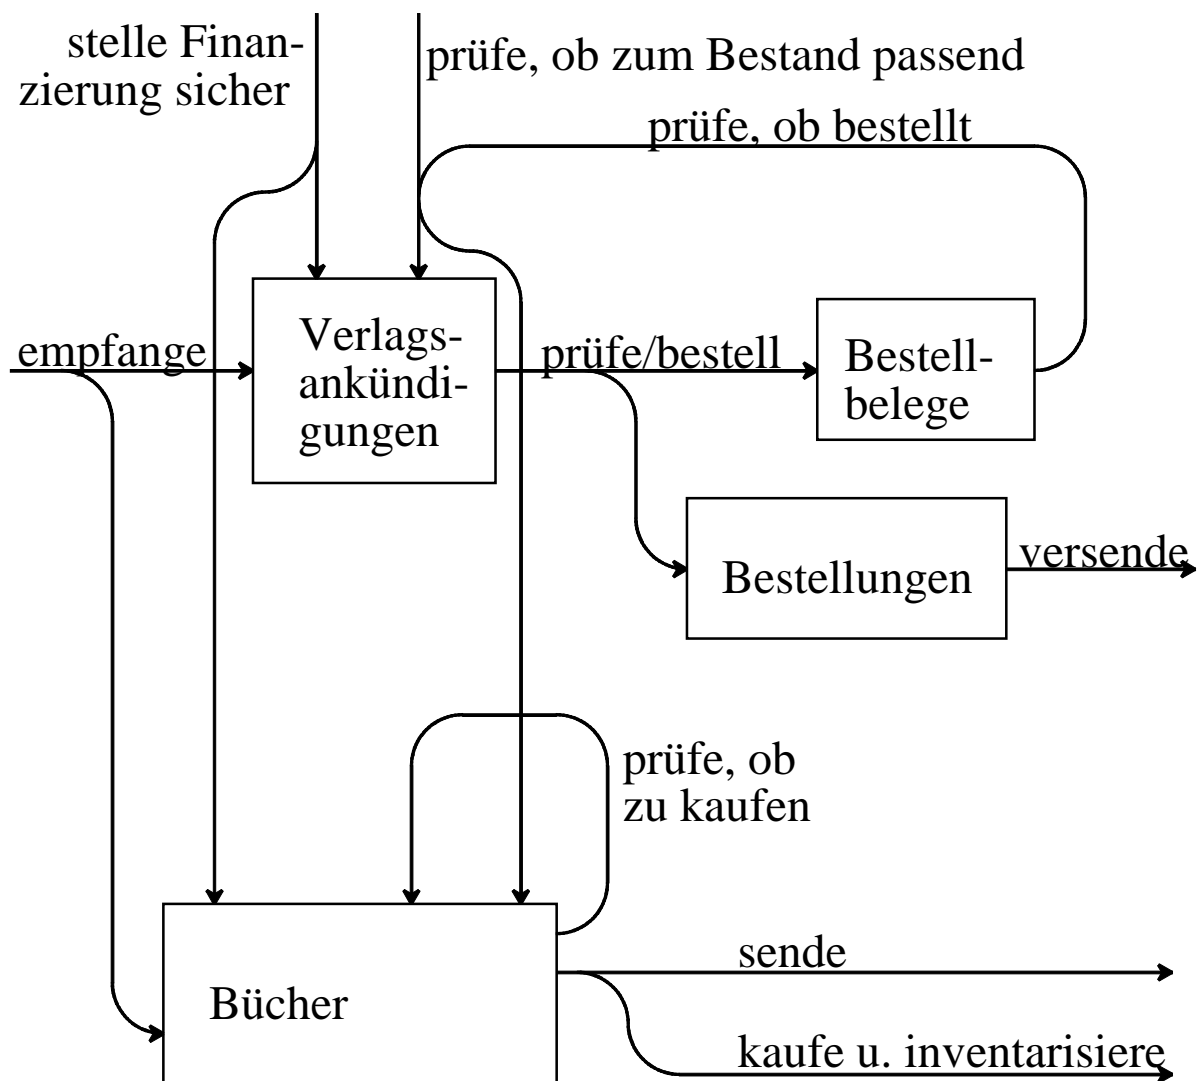 stelle Finan-
zierung sicher
prüfe, ob zum Bestand passend
prüfe, ob bestellt
empfange
Verlags-
ankündi-
gungen
prüfe/bestell
Bestell-
belege
Bestellungen
versende
prüfe, ob
zu kaufen
Bücher
sende
kaufe u. inventarisiere